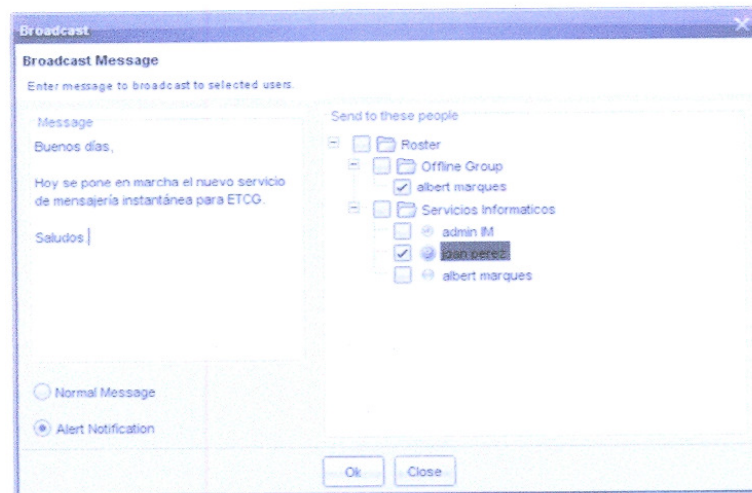 Broadcast
Broadcast Message
Enter message to broadcast to selected users.
Message
Buenos días,
Hoy se pone en marcha el nuevo servicio
de mensajería instantánea para ETCG.
Saludos.
Normal Message
Alert Notification
Send to these people
Roster
Offline Group
albert marques
Servicios Informaticos
admin IM
joan perez
albert marques
Ok
Close